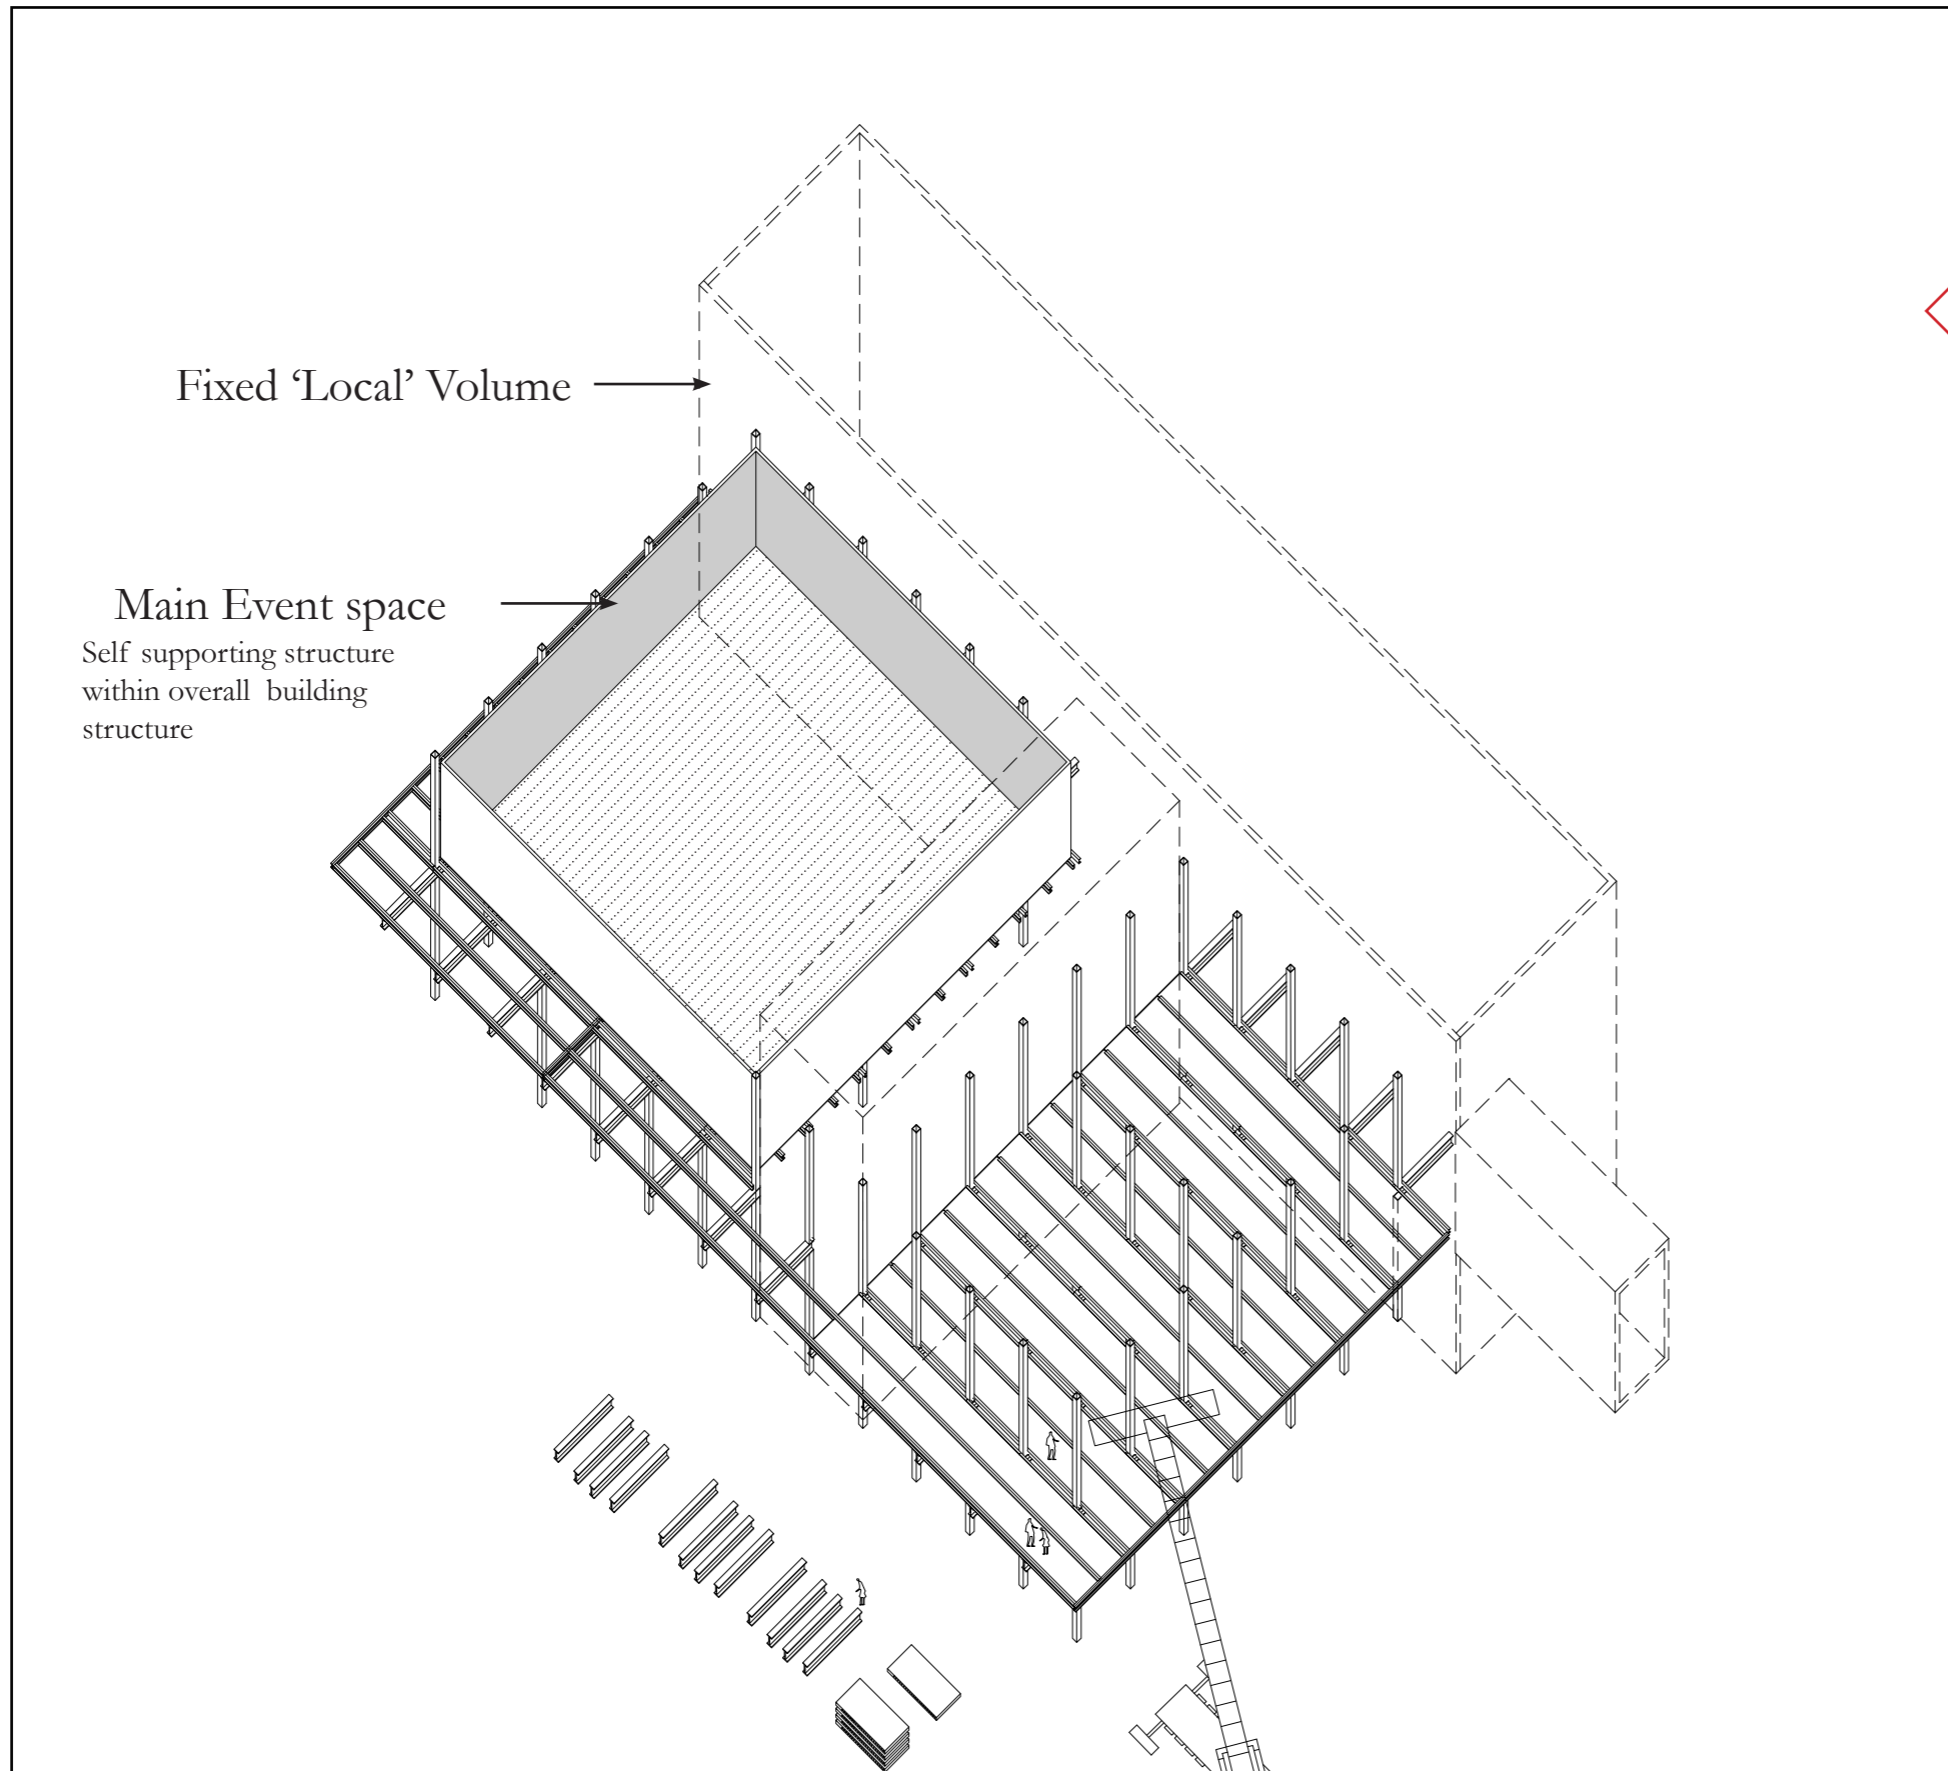 Fixed ‘Local’ Volume
Main Event space
Self supporting structure
within overall building
structure